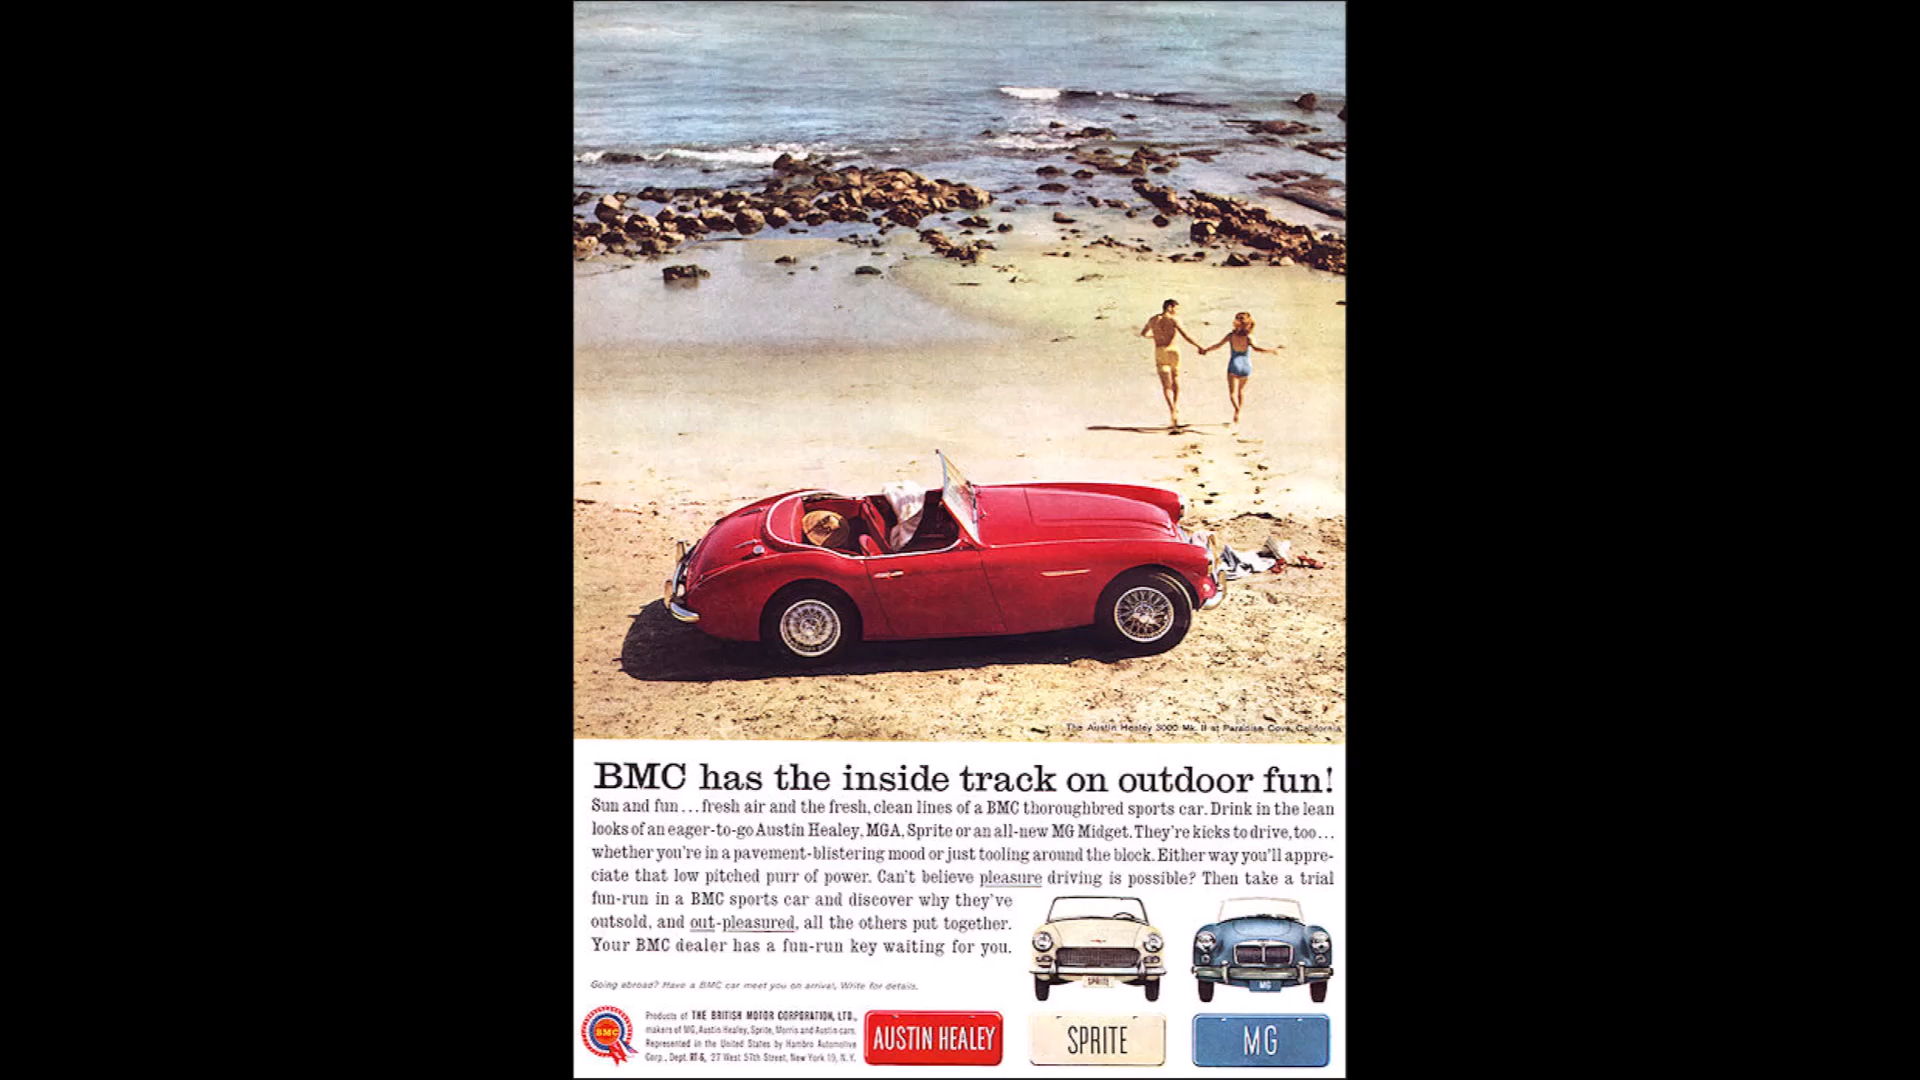 The Austin Healey 3000 Mk. II at Paradise Cove, California
BMC has the inside track on outdoor fun!
Sun and fun...fresh air and the fresh, clean lines of a BMC thoroughbred sports car. Drink in the lean
looks of an eager-to-go Austin Healey, MGA, Sprite or an all-new MG Midget. They're kicks to drive, too...
whether you're in a pavement-blistering mood or just tooling around the block. Either way you'll appre-
ciate that low pitched purr of power. Can't believe pleasure driving is possible? Then take a trial
fun-run in a BMC sports car and discover why they've
outsold, and out-pleasured, all the others put together.
Your BMC dealer has a fun-run key waiting for you.
SPRITE
MG
Going abroad? Have a BMC car meet you on arrival. Write for details.
BMC
Products of THE BRITISH MOTOR CORPORATION, LTD.,
makers of MG, Austin Healey, Sprite, Morris and Austin cars.
Represented in the United States by Hambro Automotive
Corp., Dept. RT-5, 27 West 57th Street, New York 19, N. Y.
AUSTIN HEALEY
SPRITE
MG